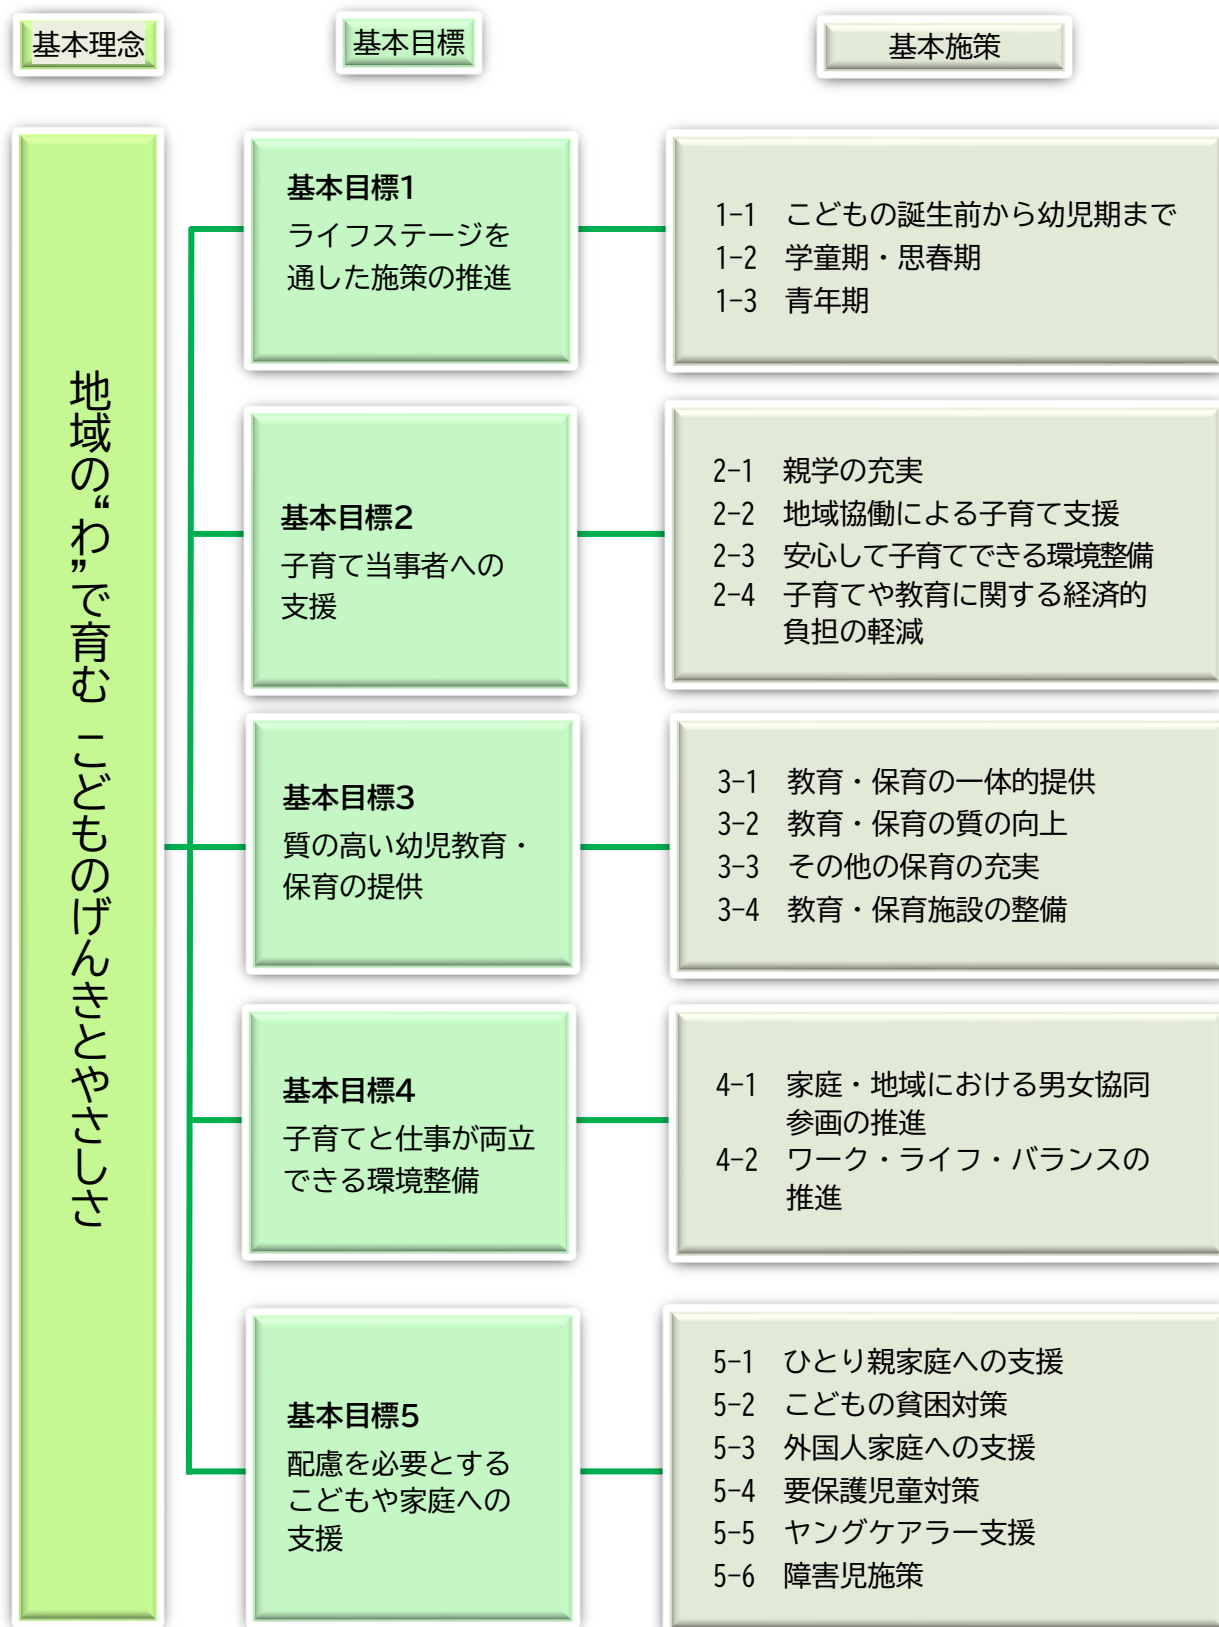 基本理念
基本目標
基本施策
地域の“わ”で育む こどものげんきとやさしさ
基本目標1
ライフステージを
通した施策の推進
1-1 こどもの誕生前から幼児期まで
1-2 学童期・思春期
1-3 青年期
基本目標2
子育て当事者への
支援
2-1 親学の充実
2-2 地域協働による子育て支援
2-3 安心して子育てできる環境整備
2-4 子育てや教育に関する経済的
負担の軽減
基本目標3
質の高い幼児教育・
保育の提供
3-1 教育・保育の一体的提供
3-2 教育・保育の質の向上
3-3 その他の保育の充実
3-4 教育・保育施設の整備
基本目標4
子育てと仕事が両立
できる環境整備
4-1 家庭・地域における男女協同
参画の推進
4-2 ワーク・ライフ・バランスの
推進
基本目標5
配慮を必要とする
こどもや家庭への
支援
5-1 ひとり親家庭への支援
5-2 こどもの貧困対策
5-3 外国人家庭への支援
5-4 要保護児童対策
5-5 ヤングケアラー支援
5-6 障害児施策